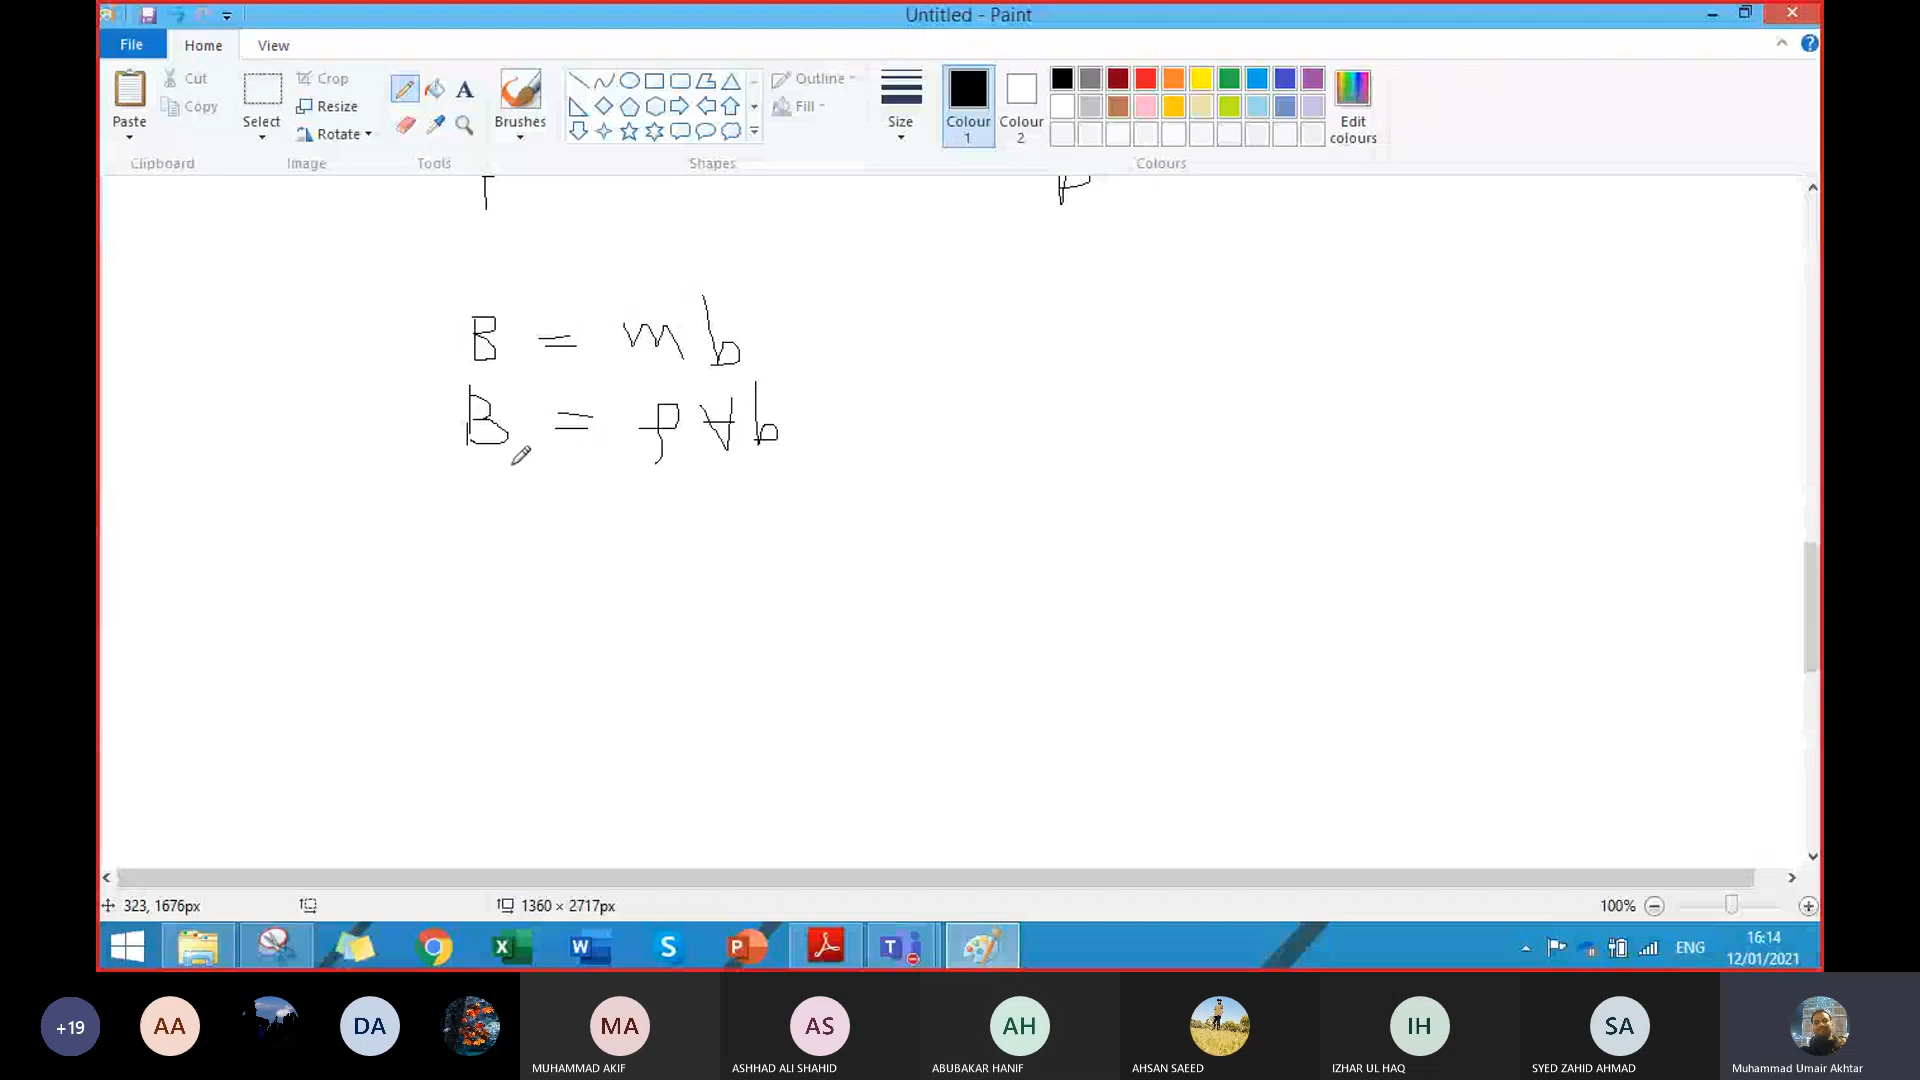 Untitled - Paint
File Home View
Paste
Cut
Copy
Clipboard
Select
Crop
Resize
Rotate
Image
A
Tools
Brushes
Shapes
Outline
Fill
Size
Colour 1
Colour 2
Edit colours
Colours
B = m b
B = ρ ∀ b
323, 1676px
1360 × 2717px
100%
ENG
16:14
12/01/2021
+19
AA
DA
MA
MUHAMMAD AKIF
AS
ASHHAD ALI SHAHID
AH
ABUBAKAR HANIF
AHSAN SAEED
IH
IZHAR UL HAQ
SA
SYED ZAHID AHMAD
Muhammad Umair Akhtar